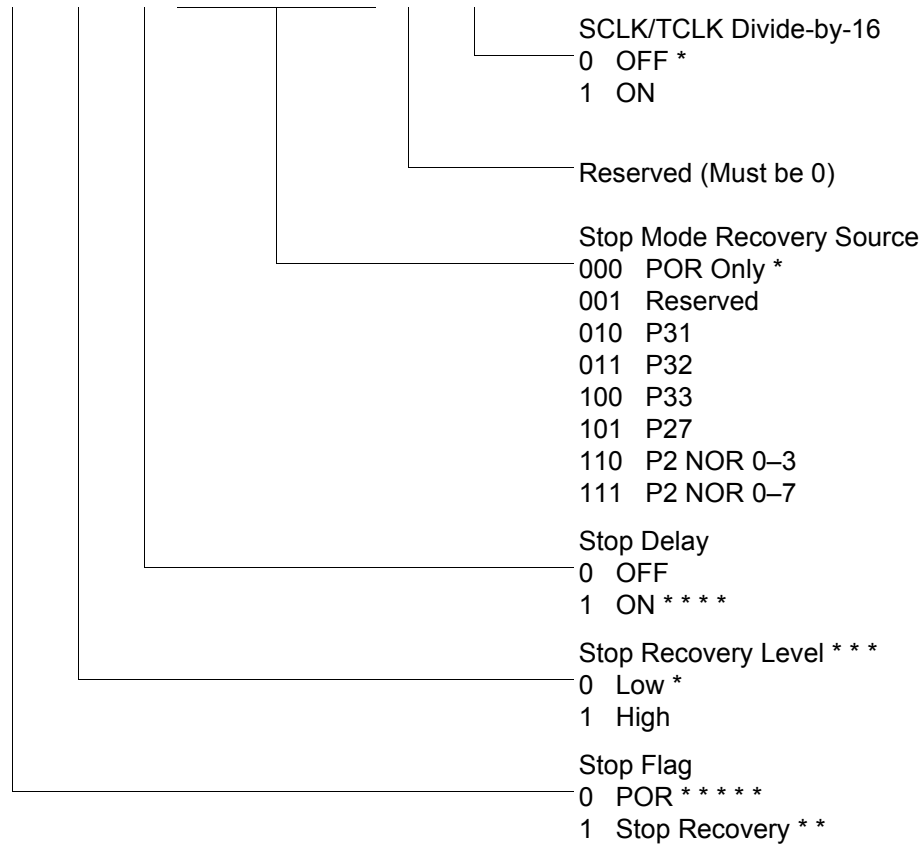 SCLK/TCLK Divide-by-16
0 OFF *
1 ON
Reserved (Must be 0)
Stop Mode Recovery Source
000 POR Only *
001 Reserved
010 P31
011 P32
100 P33
101 P27
110 P2 NOR 0–3
111 P2 NOR 0–7
Stop Delay
0 OFF
1 ON * * * *
Stop Recovery Level * * *
0 Low *
1 High
Stop Flag
0 POR * * * * *
1 Stop Recovery * *